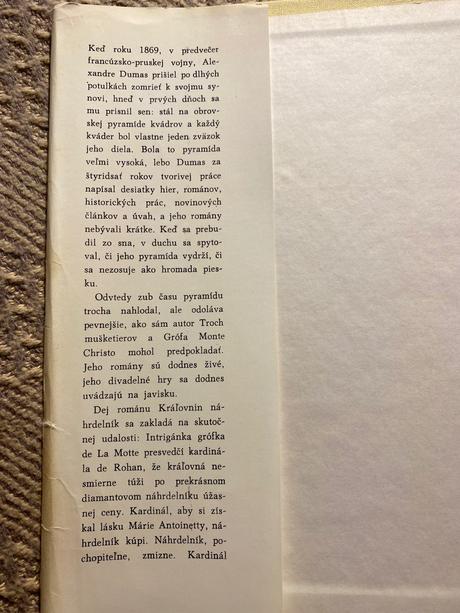 Keď roku 1869, v predvečer
francúzsko-pruskej vojny, Ale-
xandre Dumas prišiel po dlhých
potulkách zomrieť k svojmu sy-
novi, hneď v prvých dňoch sa
mu prisnil sen: stál na obrov-
skej pyramíde kvádrov a každý
kváder bol vlastne jeden zväzok
jeho diela. Bola to pyramída
veľmi vysoká, lebo Dumas za
štyridsať rokov tvorivej práce
napísal desiatky hier, románov,
historických prác, novinových
článkov a úvah, a jeho romány
nebývali krátke. Keď sa prebu-
dil zo sna, v duchu sa spyto-
val, či jeho pyramída vydrží, či
sa nezosuje ako hromada pies-
ku.
Odvtedy zub času pyramídu
trocha nahlodal, ale odoláva
pevnejšie, ako sám autor Troch
mušketierov a Grófa Monte
Christo mohol predpokladať.
Jeho romány sú dodnes živé,
jeho divadelné hry sa dodnes
uvádzajú na javisku.
Dej románu Kráľovnin ná-
hrdelník sa zakladá na skutoč-
nej udalosti: Intrigánka grófka
de La Motte presvedčí kardiná-
la de Rohan, že kráľovná ne-
smierne túži po prekrásnom
diamantovom náhrdelníku úžas-
nej ceny. Kardinál, aby si zís-
kal lásku Márie Antoinetty, ná-
hrdelník kúpi. Náhrdelník, po-
chopiteľne, zmizne. Kardinál